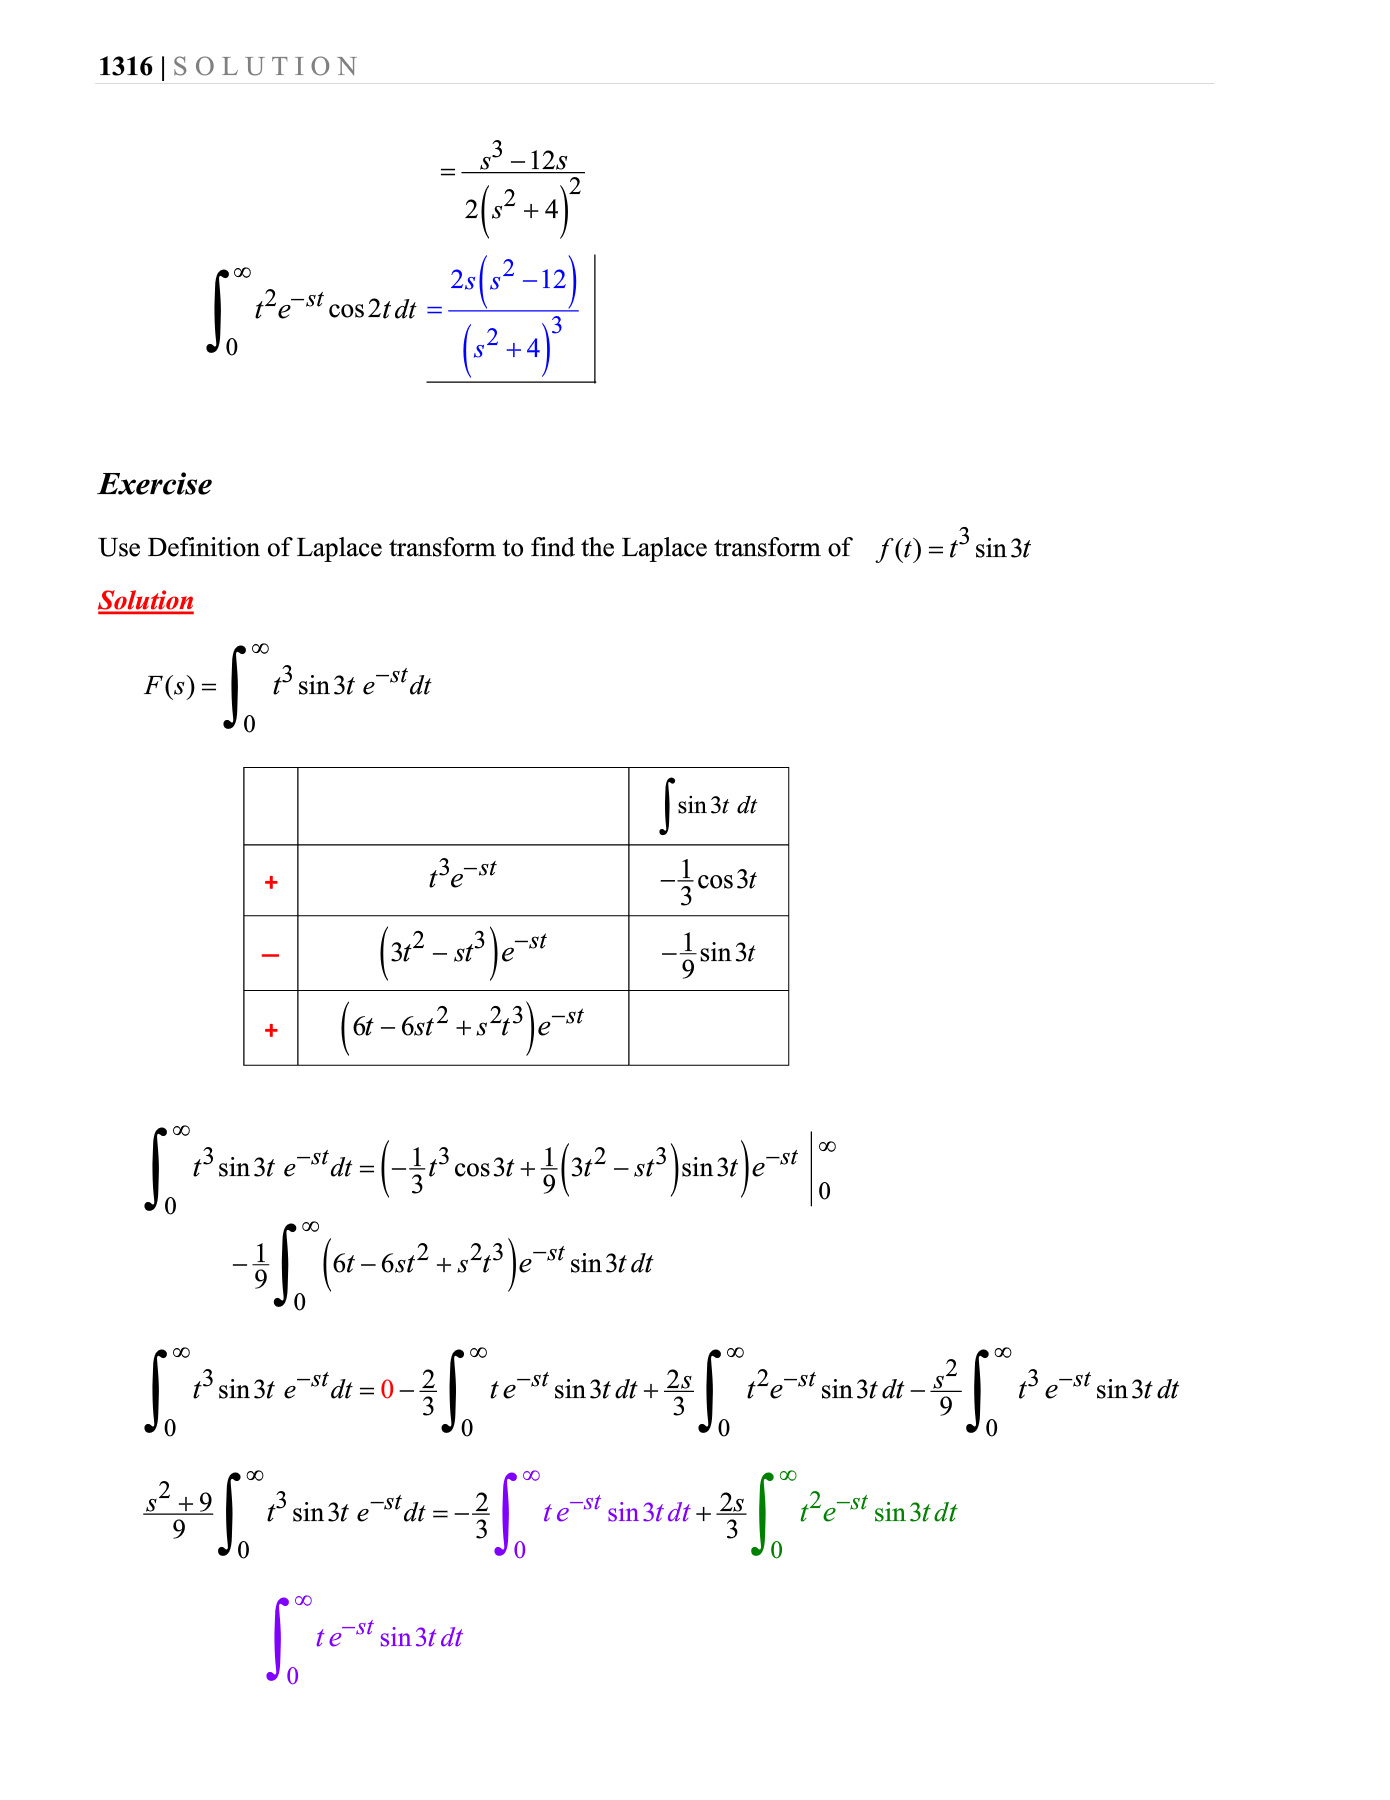 1316 | S O L U T I O N
= \frac{s^3 - 12s}{2(s^2 + 4)^2}
\int_0^\infty t^2 e^{-st} \cos 2t \, dt = \frac{2s(s^2 - 12)}{(s^2 + 4)^3}
Exercise
Use Definition of Laplace transform to find the Laplace transform of f(t) = t^3 \sin 3t
Solution
F(s) = \int_0^\infty t^3 \sin 3t \, e^{-st} dt
\int \sin 3t \, dt
+ t^3 e^{-st} -\frac{1}{3} \cos 3t
− (3t^2 - st^3) e^{-st} -\frac{1}{9} \sin 3t
+ (6t - 6st^2 + s^2 t^3) e^{-st}
\int_0^\infty t^3 \sin 3t \, e^{-st} dt = \left( -\frac{1}{3} t^3 \cos 3t + \frac{1}{9} (3t^2 - st^3) \sin 3t \right) e^{-st} \Big|_0^\infty
-\frac{1}{9} \int_0^\infty (6t - 6st^2 + s^2 t^3) e^{-st} \sin 3t \, dt
\int_0^\infty t^3 \sin 3t \, e^{-st} dt = 0 - \frac{2}{3} \int_0^\infty t e^{-st} \sin 3t \, dt + \frac{2s}{3} \int_0^\infty t^2 e^{-st} \sin 3t \, dt - \frac{s^2}{9} \int_0^\infty t^3 e^{-st} \sin 3t \, dt
\frac{s^2 + 9}{9} \int_0^\infty t^3 \sin 3t \, e^{-st} dt = -\frac{2}{3} \int_0^\infty t e^{-st} \sin 3t \, dt + \frac{2s}{3} \int_0^\infty t^2 e^{-st} \sin 3t \, dt
\int_0^\infty t e^{-st} \sin 3t \, dt